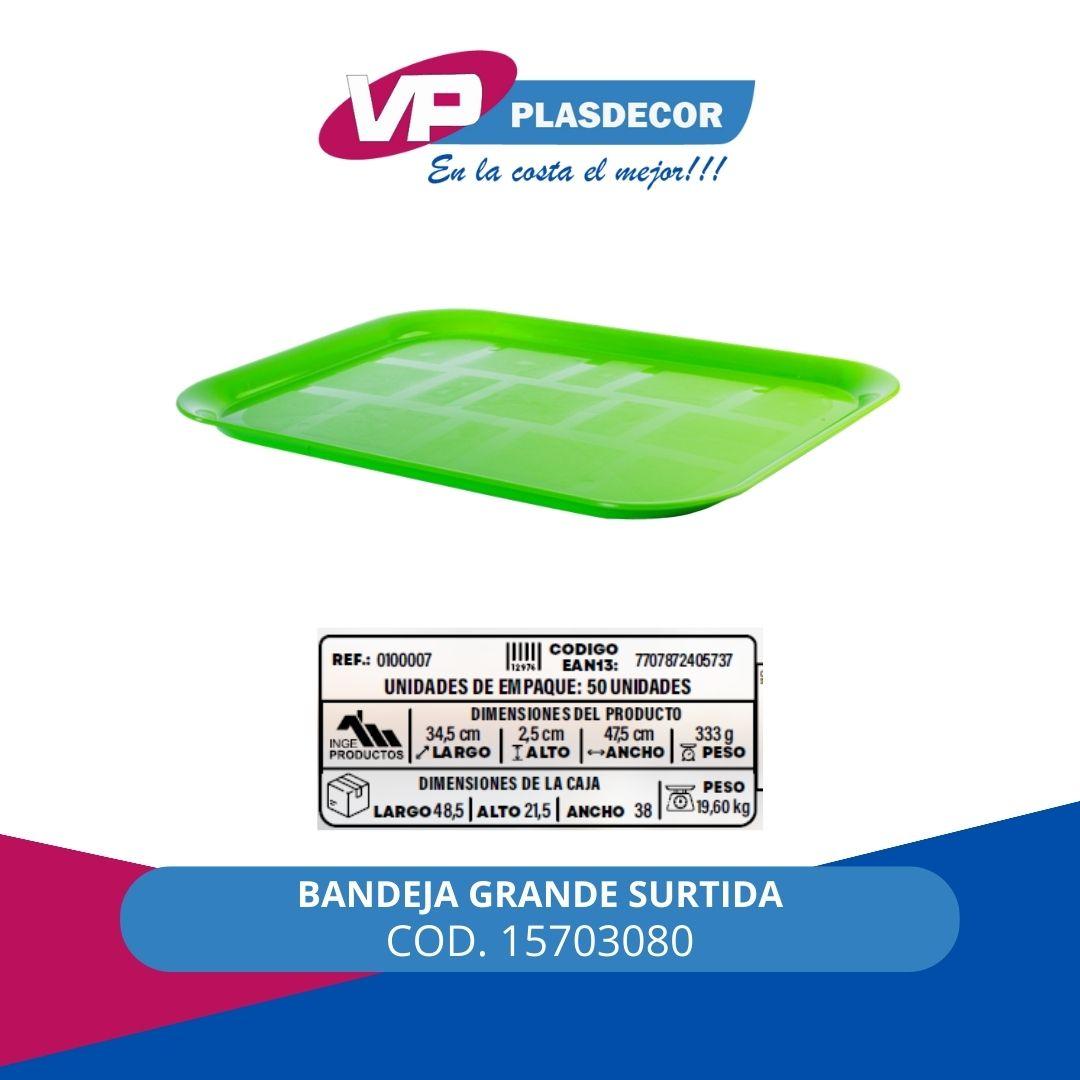 VP PLASDECOR
En la costa el mejor!!!
REF.: 0100007 12976 CODIGO EAN13: 7707872405737
UNIDADES DE EMPAQUE: 50 UNIDADES
INGE PRODUCTOS
DIMENSIONES DEL PRODUCTO
34,5 cm 2,5 cm 47,5 cm 333 g
LARGO ALTO ANCHO PESO
DIMENSIONES DE LA CAJA
LARGO 48,5 ALTO 21,5 ANCHO 38 PESO 19,60 kg
BANDEJA GRANDE SURTIDA
COD. 15703080